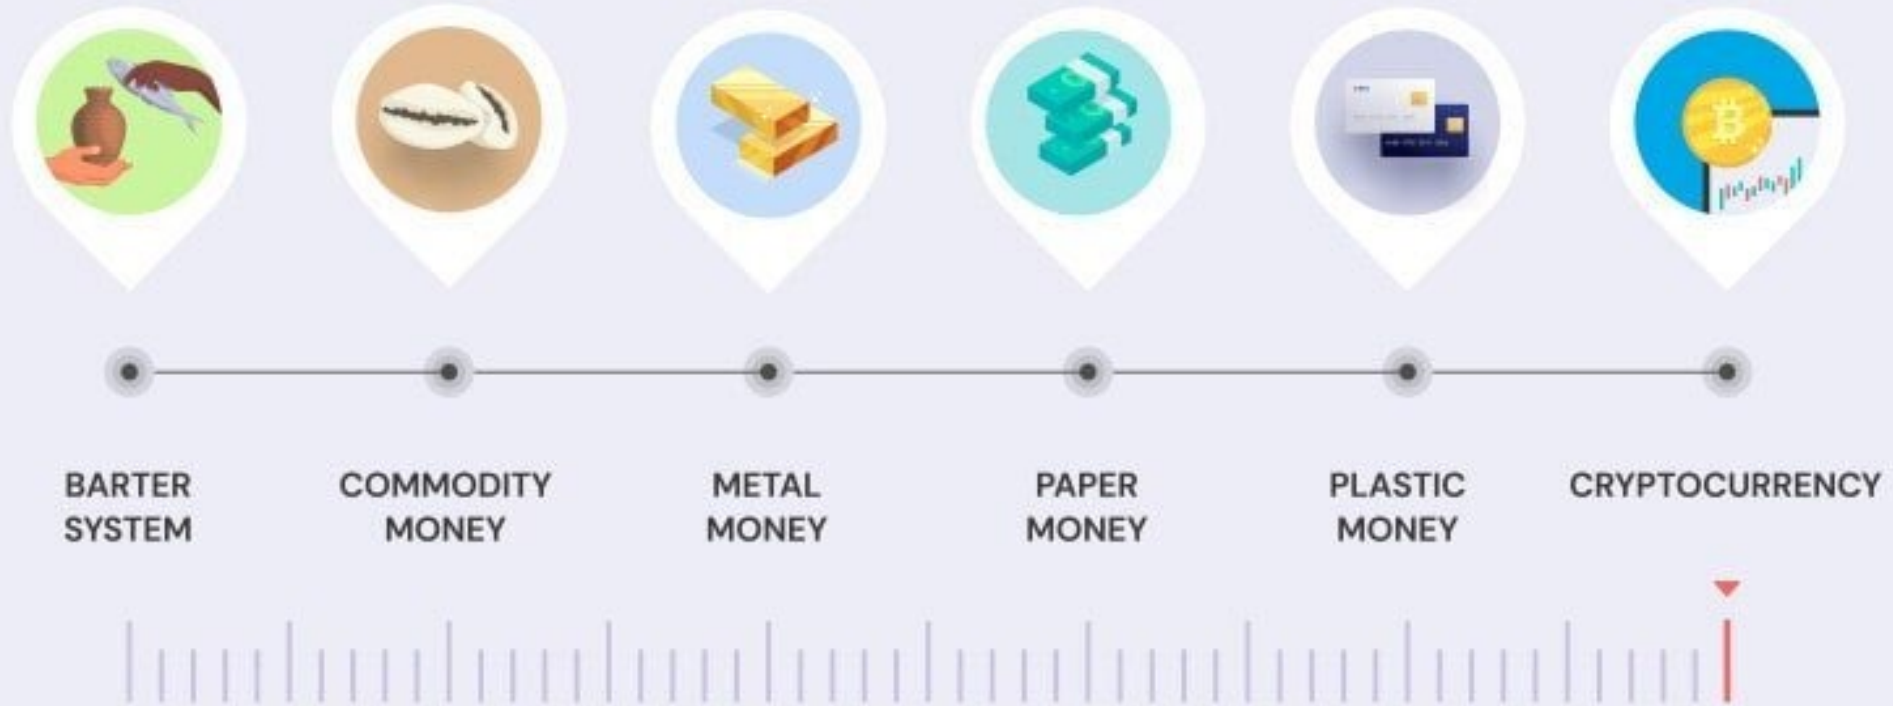 BARTER
SYSTEM
COMMODITY
MONEY
METAL
MONEY
PAPER
MONEY
PLASTIC
MONEY
CRYPTOCURRENCY